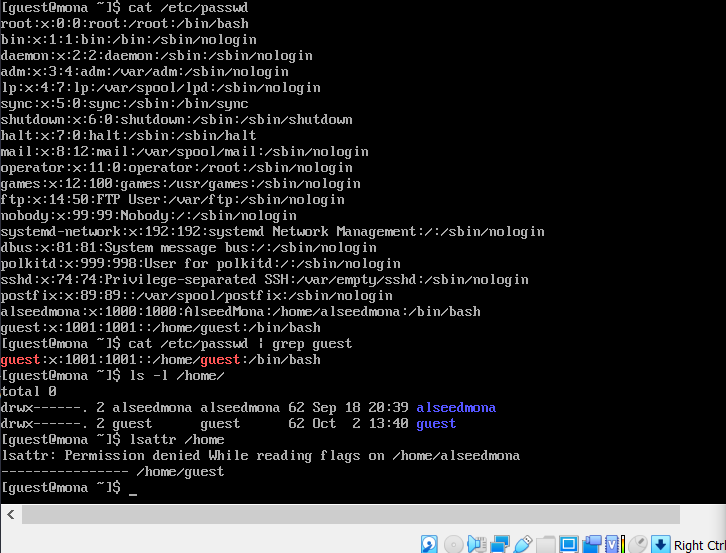 [guest@mona ~]$ cat /etc/passwd
root:x:0:0:root:/root:/bin/bash
bin:x:1:1:bin:/bin:/sbin/nologin
daemon:x:2:2:daemon:/sbin:/sbin/nologin
adm:x:3:4:adm:/var/adm:/sbin/nologin
lp:x:4:7:lp:/var/spool/lpd:/sbin/nologin
sync:x:5:0:sync:/sbin:/bin/sync
shutdown:x:6:0:shutdown:/sbin:/sbin/shutdown
halt:x:7:0:halt:/sbin:/sbin/halt
mail:x:8:12:mail:/var/spool/mail:/sbin/nologin
operator:x:11:0:operator:/root:/sbin/nologin
games:x:12:100:games:/usr/games:/sbin/nologin
ftp:x:14:50:FTP User:/var/ftp:/sbin/nologin
nobody:x:99:99:Nobody:/:/sbin/nologin
systemd-network:x:192:192:systemd Network Management:/:/sbin/nologin
dbus:x:81:81:System message bus:/:/sbin/nologin
polkitd:x:999:998:User for polkitd:/:/sbin/nologin
sshd:x:74:74:Privilege-separated SSH:/var/empty/sshd:/sbin/nologin
postfix:x:89:89::/var/spool/postfix:/sbin/nologin
alseedmona:x:1000:1000:AlseedMona:/home/alseedmona:/bin/bash
guest:x:1001:1001::/home/guest:/bin/bash
[guest@mona ~]$ cat /etc/passwd | grep guest
guest:x:1001:1001::/home/guest:/bin/bash
[guest@mona ~]$ ls -l /home/
total 0
drwx------. 2 alseedmona alseedmona 62 Sep 18 20:39 alseedmona
drwx------. 2 guest      guest      62 Oct  2 13:40 guest
[guest@mona ~]$ lsattr /home
lsattr: Permission denied While reading flags on /home/alseedmona
---------------- /home/guest
[guest@mona ~]$ _
Right Ctrl